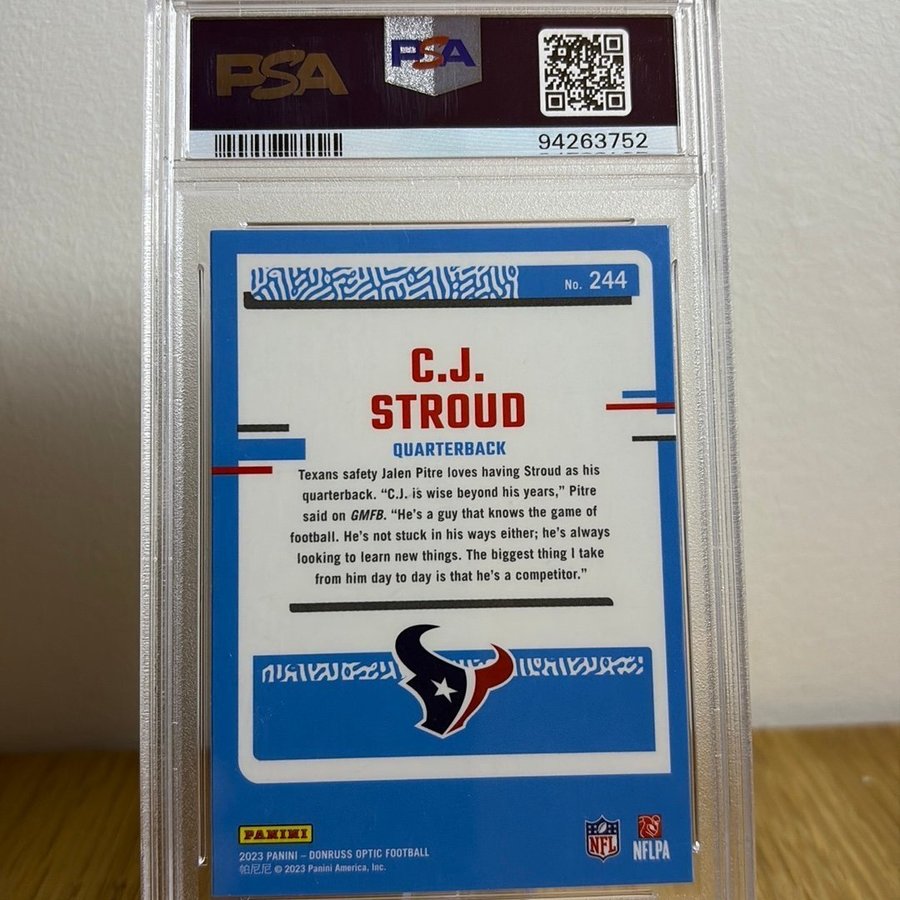 PSA
PSA
94263752
No. 244
C.J.
STROUD
QUARTERBACK
Texans safety Jalen Pitre loves having Stroud as his
quarterback. “C.J. is wise beyond his years,” Pitre
said on GMFB. “He’s a guy that knows the game of
football. He’s not stuck in his ways either; he’s always
looking to learn new things. The biggest thing I take
from him day to day is that he’s a competitor.”
PANINI
2023 PANINI – DONRUSS OPTIC FOOTBALL
帕尼尼 © 2023 Panini America, Inc.
NFL
NFLPA